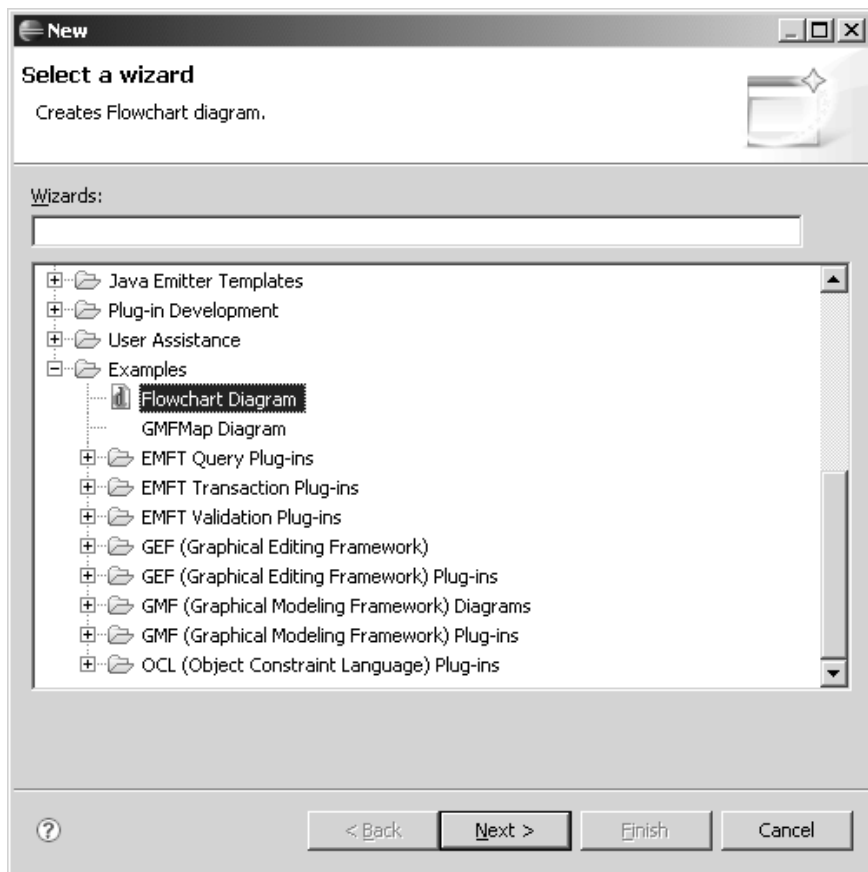 New
Select a wizard
Creates Flowchart diagram.
Wizards:
Java Emitter Templates
Plug-in Development
User Assistance
Examples
Flowchart Diagram
GMFMap Diagram
EMFT Query Plug-ins
EMFT Transaction Plug-ins
EMFT Validation Plug-ins
GEF (Graphical Editing Framework)
GEF (Graphical Editing Framework) Plug-ins
GMF (Graphical Modeling Framework) Diagrams
GMF (Graphical Modeling Framework) Plug-ins
OCL (Object Constraint Language) Plug-ins
< Back Next > Finish Cancel